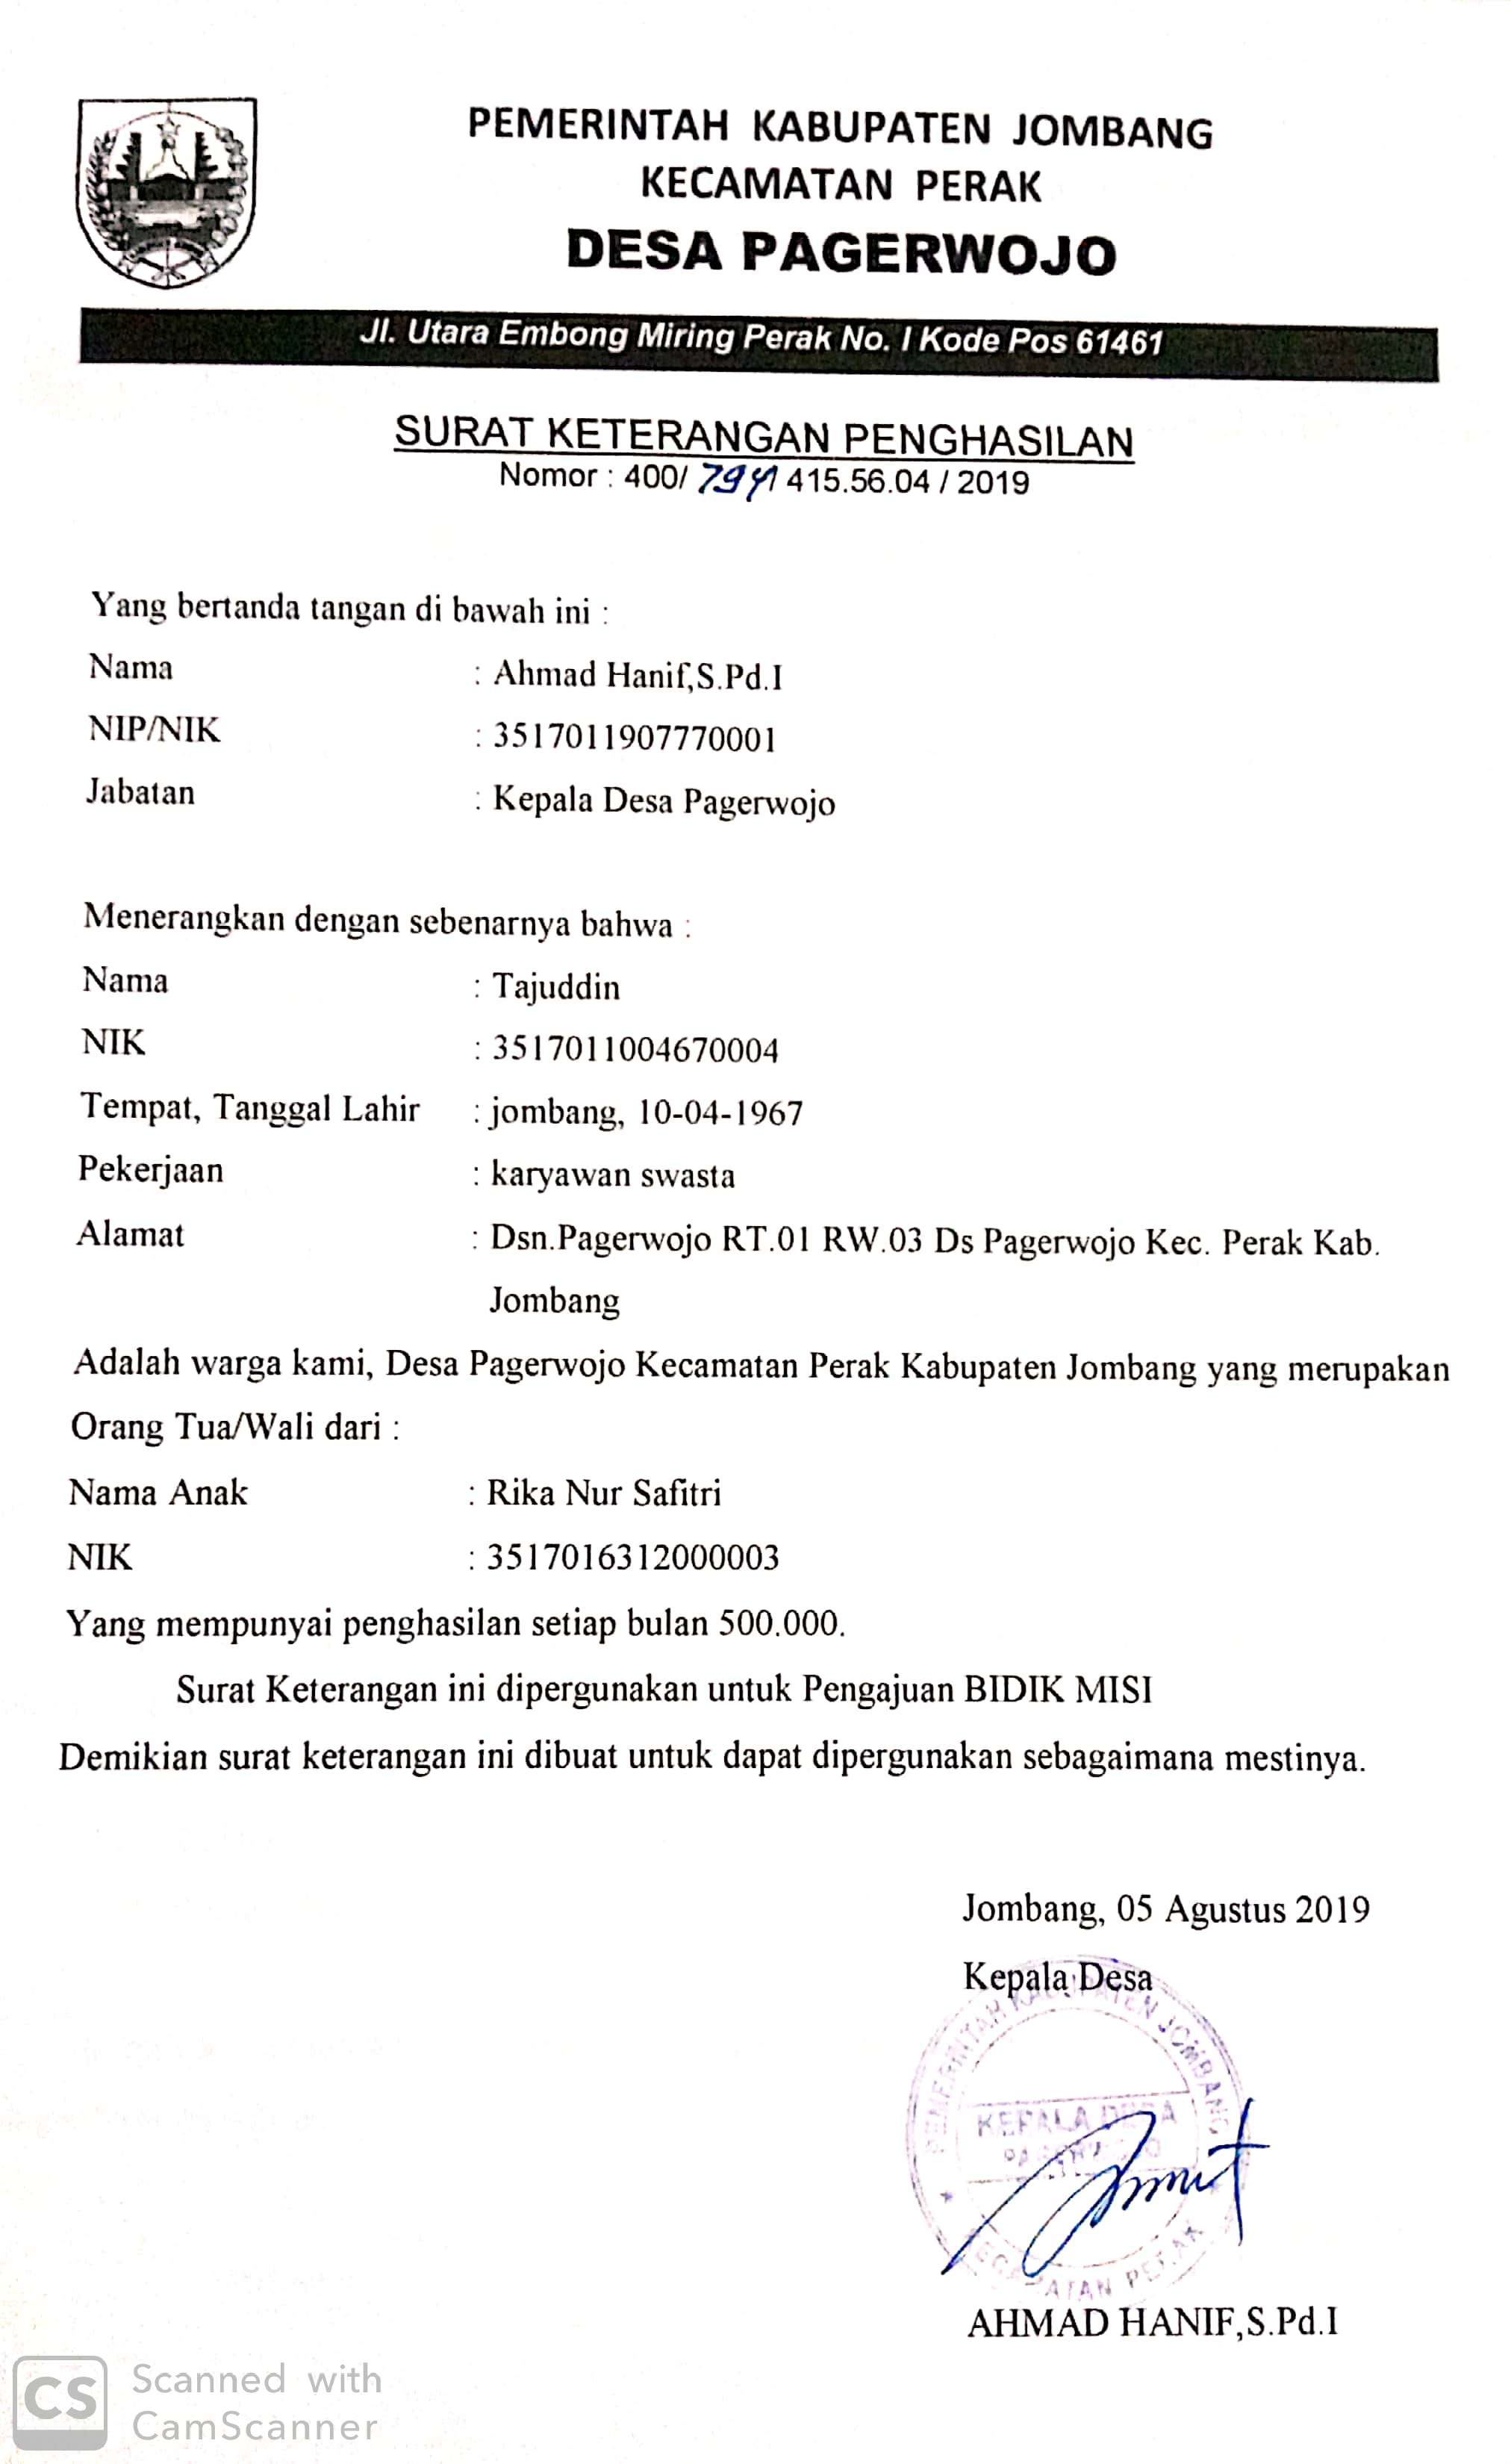 PEMERINTAH KABUPATEN JOMBANG
KECAMATAN PERAK
DESA PAGERWOJO
Jl. Utara Embong Miring Perak No. I Kode Pos 61461
SURAT KETERANGAN PENGHASILAN
Nomor : 400/ 794/ 415.56.04 / 2019
Yang bertanda tangan di bawah ini :
Nama : Ahmad Hanif,S.Pd.I
NIP/NIK : 3517011907770001
Jabatan : Kepala Desa Pagerwojo
Menerangkan dengan sebenarnya bahwa :
Nama : Tajuddin
NIK : 3517011004670004
Tempat, Tanggal Lahir : jombang, 10-04-1967
Pekerjaan : karyawan swasta
Alamat : Dsn.Pagerwojo RT.01 RW.03 Ds Pagerwojo Kec. Perak Kab.
Jombang
Adalah warga kami, Desa Pagerwojo Kecamatan Perak Kabupaten Jombang yang merupakan
Orang Tua/Wali dari :
Nama Anak : Rika Nur Safitri
NIK : 3517016312000003
Yang mempunyai penghasilan setiap bulan 500.000.
Surat Keterangan ini dipergunakan untuk Pengajuan BIDIK MISI
Demikian surat keterangan ini dibuat untuk dapat dipergunakan sebagaimana mestinya.
Jombang, 05 Agustus 2019
Kepala Desa
PEMERINTAH KABUPATEN JOMBANG
KEPALA DESA
PAGERWOJO
KECAMATAN PERAK
AHMAD HANIF,S.Pd.I
CS
Scanned with
CamScanner